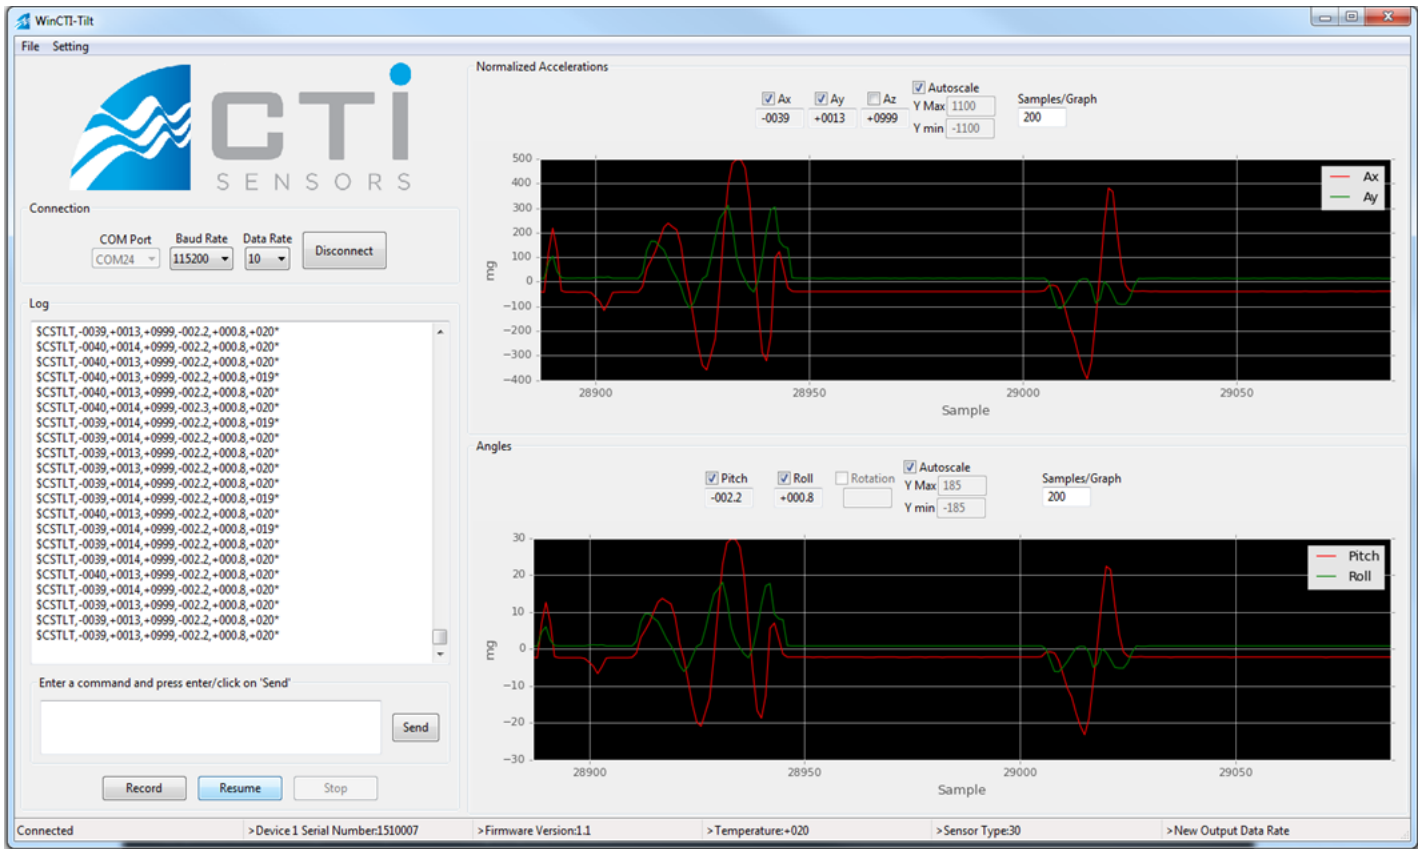 WinCTI-Tilt
File Setting
CTi
SENSORS
Connection
COM Port Baud Rate Data Rate
COM24 115200 10 Disconnect
Log
$CSTLT,-0039,+0013,+0999,-002.2,+000.8,+020*
$CSTLT,-0040,+0014,+0999,-002.2,+000.8,+020*
$CSTLT,-0040,+0013,+0999,-002.2,+000.8,+020*
$CSTLT,-0040,+0013,+0999,-002.2,+000.8,+019*
$CSTLT,-0040,+0013,+0999,-002.2,+000.8,+020*
$CSTLT,-0040,+0014,+0999,-002.3,+000.8,+020*
$CSTLT,-0039,+0014,+0999,-002.2,+000.8,+019*
$CSTLT,-0039,+0014,+0999,-002.2,+000.8,+020*
$CSTLT,-0039,+0013,+0999,-002.2,+000.8,+020*
$CSTLT,-0039,+0013,+0999,-002.2,+000.8,+020*
$CSTLT,-0039,+0014,+0999,-002.2,+000.8,+020*
$CSTLT,-0039,+0014,+0999,-002.2,+000.8,+019*
$CSTLT,-0040,+0013,+0999,-002.2,+000.8,+020*
$CSTLT,-0039,+0014,+0999,-002.2,+000.8,+019*
$CSTLT,-0039,+0014,+0999,-002.2,+000.8,+020*
$CSTLT,-0039,+0014,+0999,-002.2,+000.8,+020*
$CSTLT,-0040,+0013,+0999,-002.2,+000.8,+020*
$CSTLT,-0039,+0014,+0999,-002.2,+000.8,+020*
$CSTLT,-0039,+0013,+0999,-002.2,+000.8,+020*
$CSTLT,-0039,+0013,+0999,-002.2,+000.8,+020*
$CSTLT,-0039,+0013,+0999,-002.2,+000.8,+020*
Enter a command and press enter/click on 'Send'
Send
Record Resume Stop
Normalized Accelerations
Ax Ay Az Autoscale Samples/Graph
-0039 +0013 +0999 Y Max 1100 200
Y min -1100
500
400
300
200
100
0
−100
−200
−300
−400
mg
Ax
Ay
28900 28950 29000 29050
Sample
Angles
Pitch Roll Rotation Autoscale Samples/Graph
-002.2 +000.8 Y Max 185 200
Y min -185
30
20
10
0
−10
−20
−30
mg
Pitch
Roll
28900 28950 29000 29050
Sample
Connected >Device 1 Serial Number:1510007 >Firmware Version:1.1 >Temperature:+020 >Sensor Type:30 >New Output Data Rate